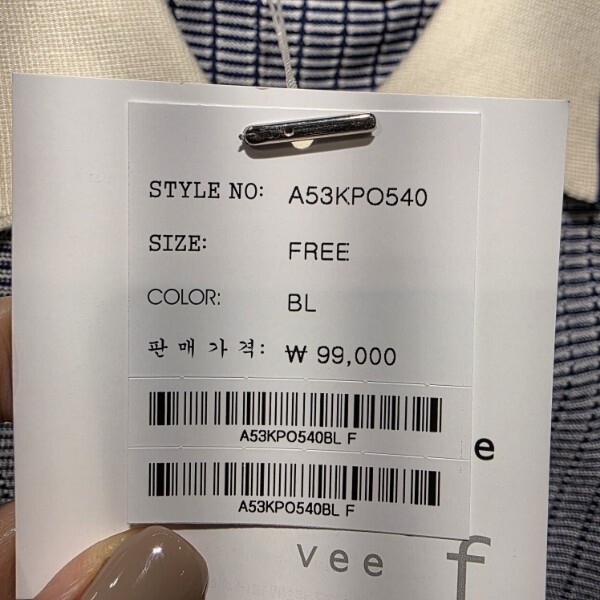 STYLE NO: A53KPO540
SIZE: FREE
COLOR: BL
판매가격: ₩ 99,000
A53KPO540BL F
e
A53KPO540BL F
vee f